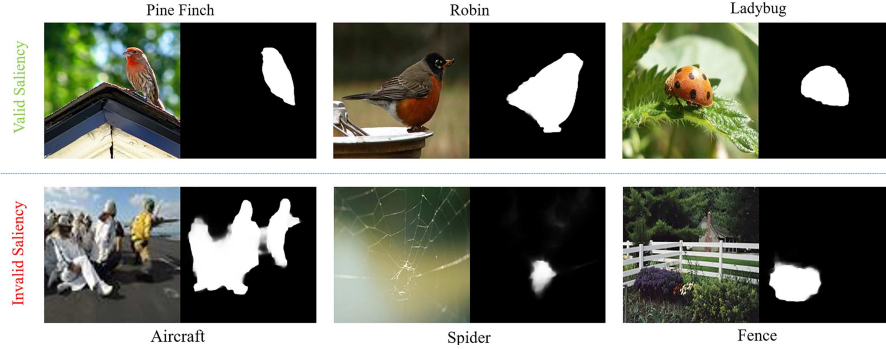 Pine Finch
Robin
Ladybug
Valid Saliency
Invalid Saliency
Aircraft
Spider
Fence